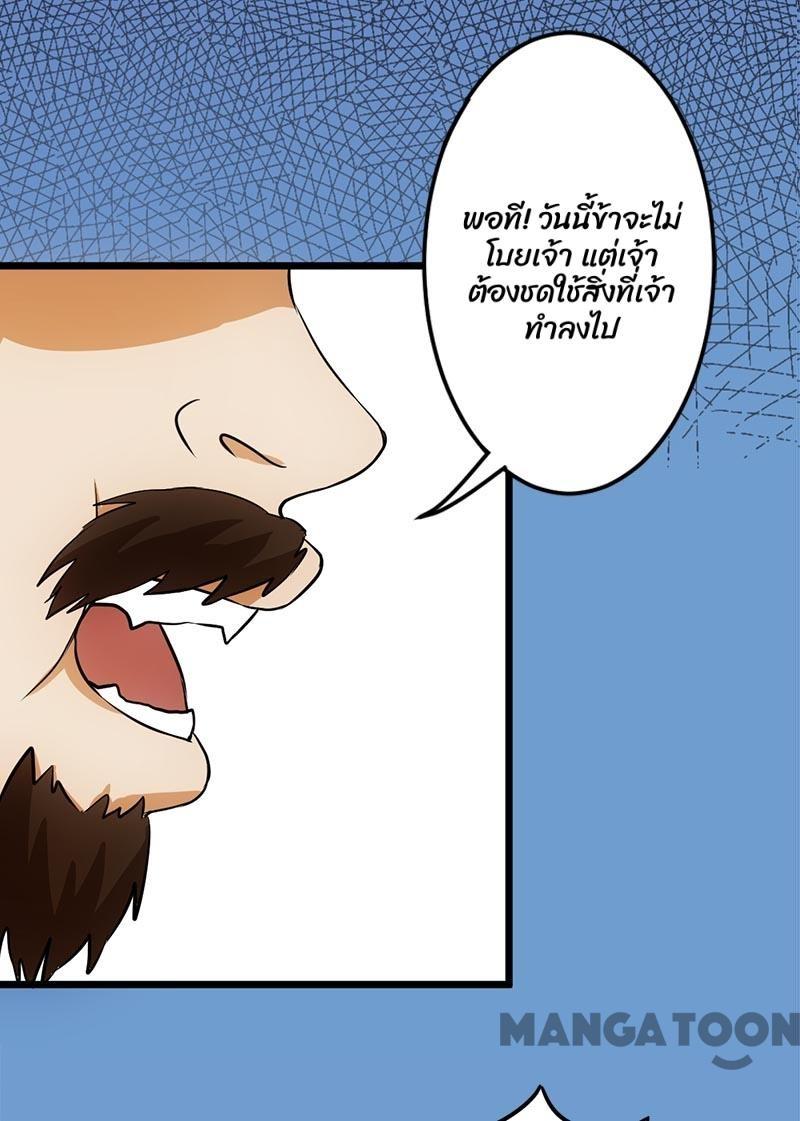 พอที! วันนี้ข้าจะไม่
โบยเจ้า แต่เจ้า
ต้องชดใช้สิ่งที่เจ้า
ทำลงไป
MANGATOON